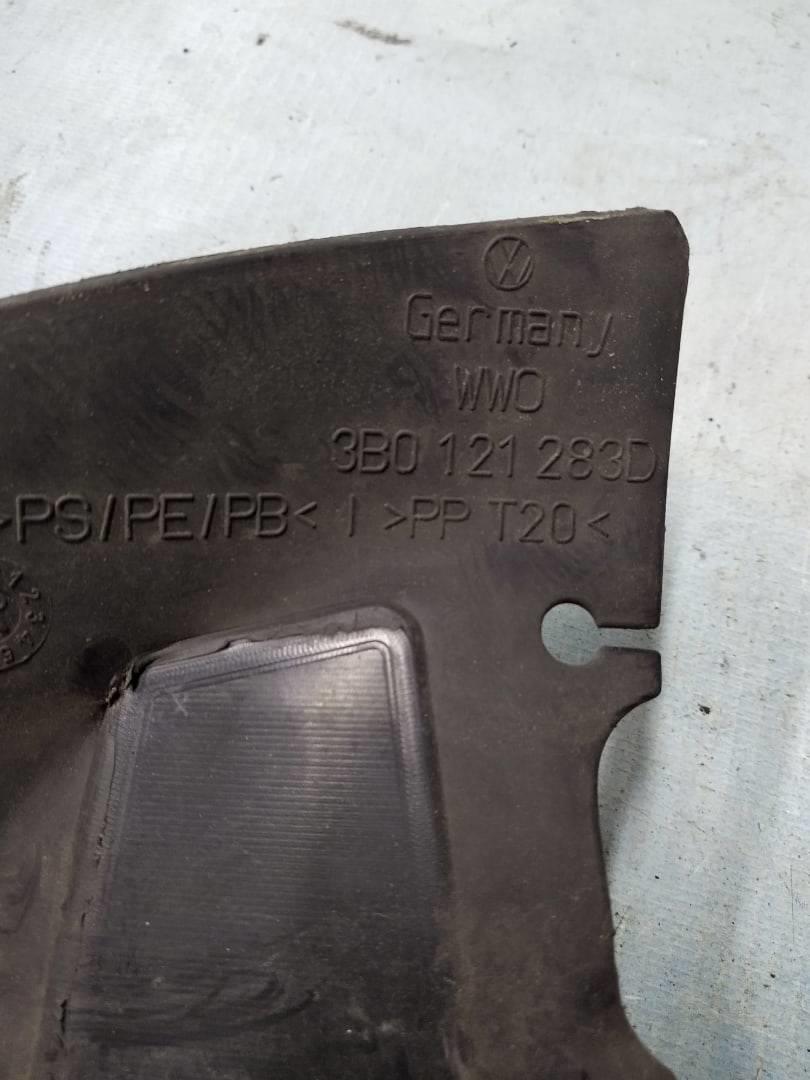 Germany
WWO
3B0 121 283D
>PS/PE/PB< / >PP T20<